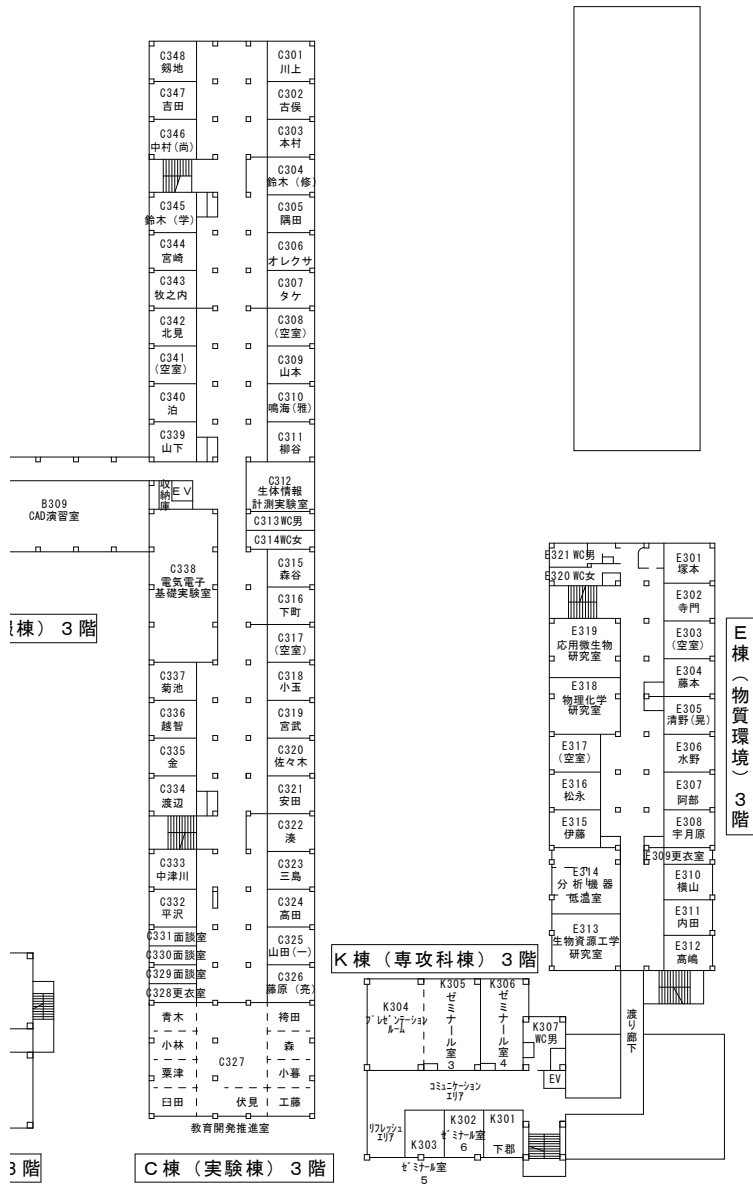 C348
剱地
C347
吉田
C346
中村(尚)
C345
鈴木(学)
C344
宮崎
C343
牧之内
C342
北見
C341
(空室)
C340
泊
C339
山下
C301
川上
C302
古俣
C303
本村
C304
鈴木(修)
C305
隅田
C306
オレクサ
C307
タケ
C308
(空室)
C309
山本
C310
鳴海(雅)
C311
柳谷
C312
生体情報
計測実験室
C313WC男
C314WC女
収納庫
EV
B309
CAD演習室
棟) 3階
C338
電気電子
基礎実験室
C337
菊池
C336
越智
C335
金
C334
渡辺
C333
中津川
C332
平沢
C331面談室
C330面談室
C329面談室
C328更衣室
C315
森谷
C316
下町
C317
(空室)
C318
小玉
C319
宮武
C320
佐々木
C321
安田
C322
湊
C323
三島
C324
高田
C325
山田(一)
C326
藤原(亮)
青木
袴田
小林
森
C327
粟津
小暮
臼田
伏見
工藤
教育開発推進室
3階
C棟(実験棟) 3階
E321WC男
E320WC女
E319
応用微生物
研究室
E318
物理化学
研究室
E317
(空室)
E316
松永
E315
伊藤
E314
分析機器
低温室
E313
生物資源工学
研究室
E301
塚本
E302
寺門
E303
(空室)
E304
藤本
E305
清野(晃)
E306
水野
E307
阿部
E308
宇月原
E309更衣室
E310
横山
E311
内田
E312
髙嶋
E棟(物質環境) 3階
渡り廊下
K棟(専攻科棟) 3階
K304
プレゼンテーション
ルーム
K305
ゼミナール室3
K306
ゼミナール室4
K307
WC男
EV
コミュニケーション
エリア
リフレッシュ
エリア
K303
ゼミナール室
5
K302
ゼミナール室
6
K301
下郡